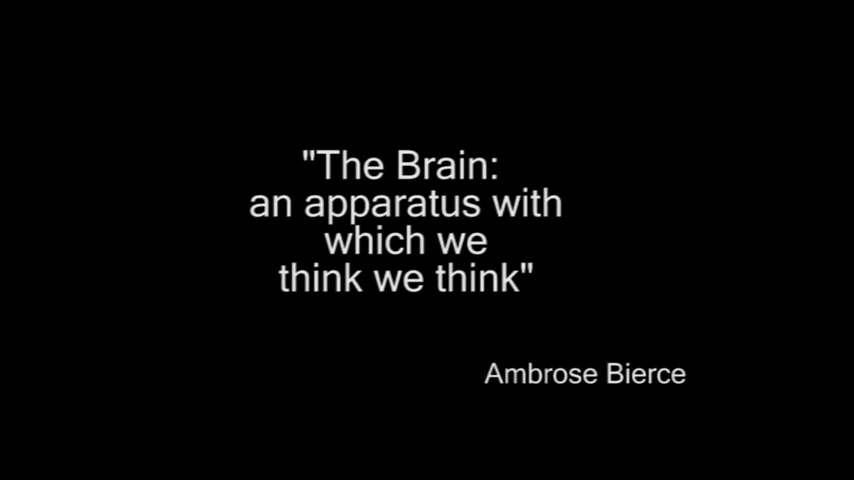 "The Brain:
an apparatus with
which we
think we think"
Ambrose Bierce